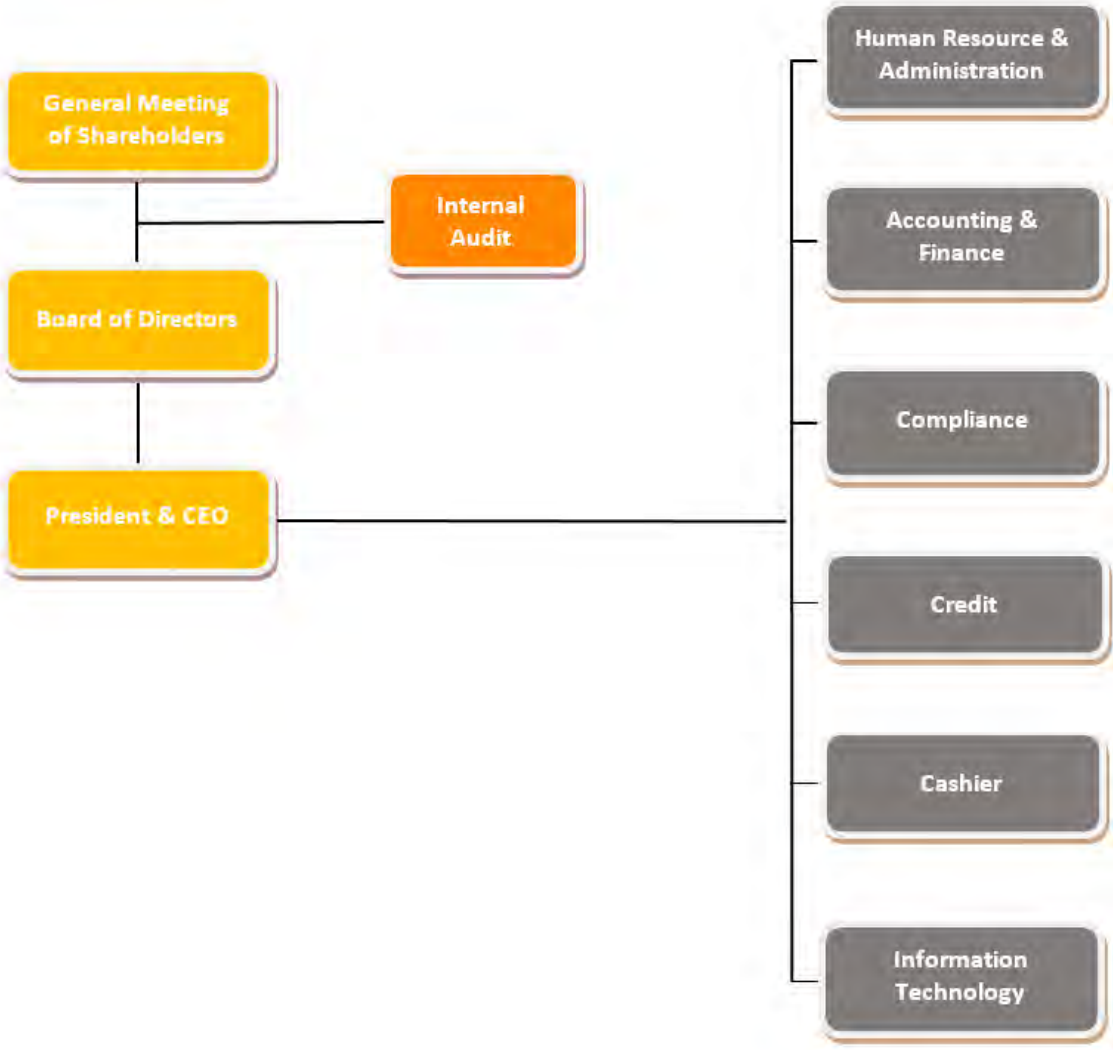 General Meeting
of Shareholders
Internal
Audit
Board of Directors
President & CEO
Human Resource &
Administration
Accounting &
Finance
Compliance
Credit
Cashier
Information
Technology